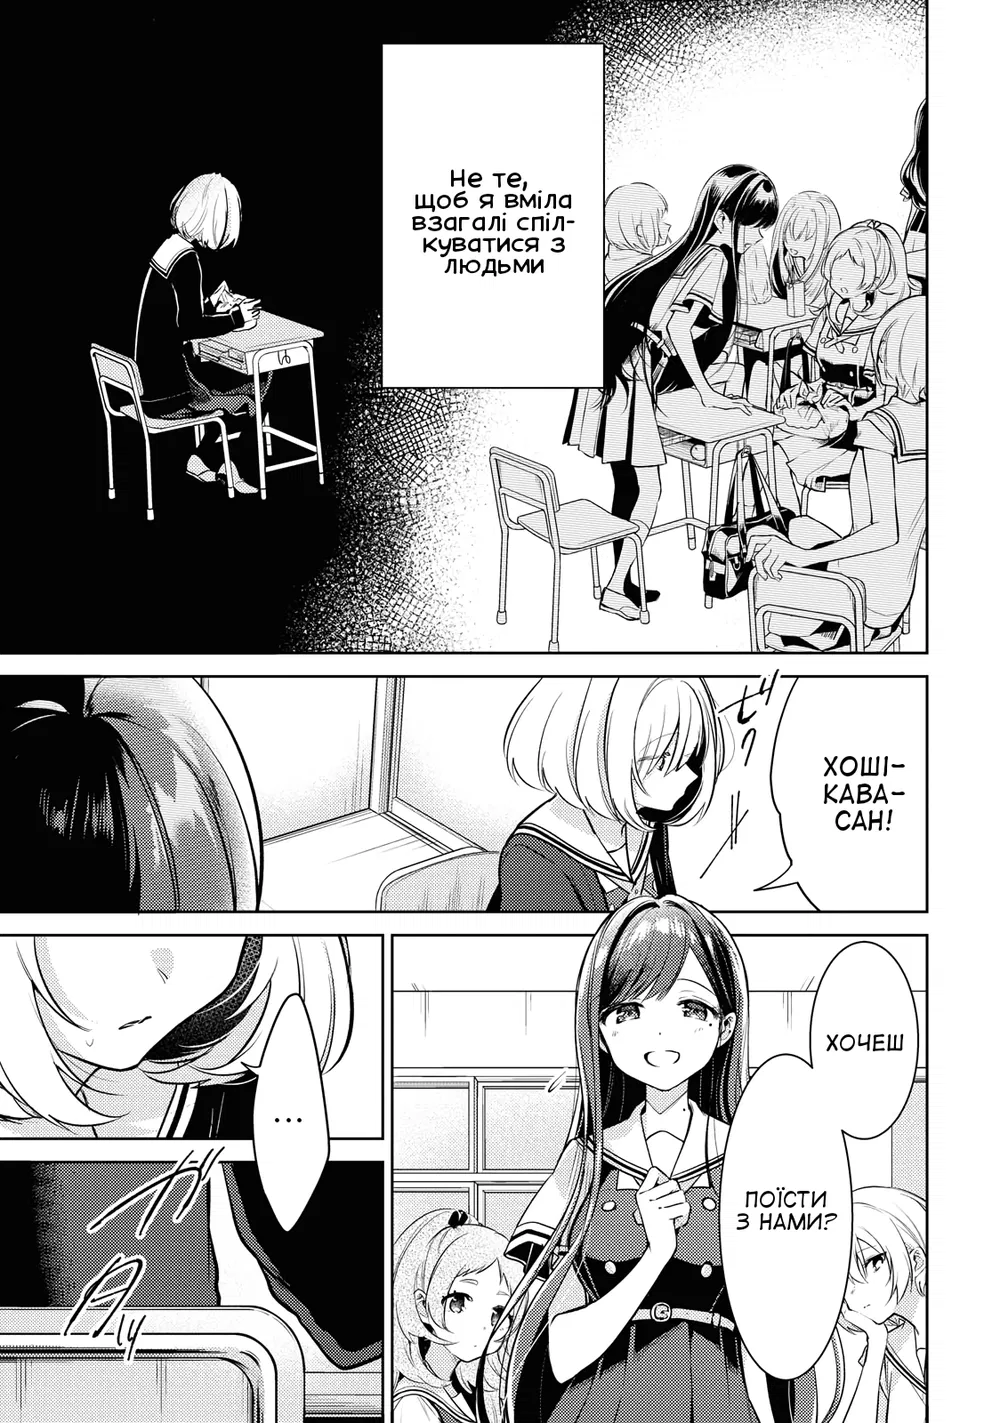 Не те,
щоб я вміла
взагалі спіл-
куватися з
людьми
ХОШІ-
КАВА-
САН!
ХОЧЕШ
ПОЇСТИ
З НАМИ?
...